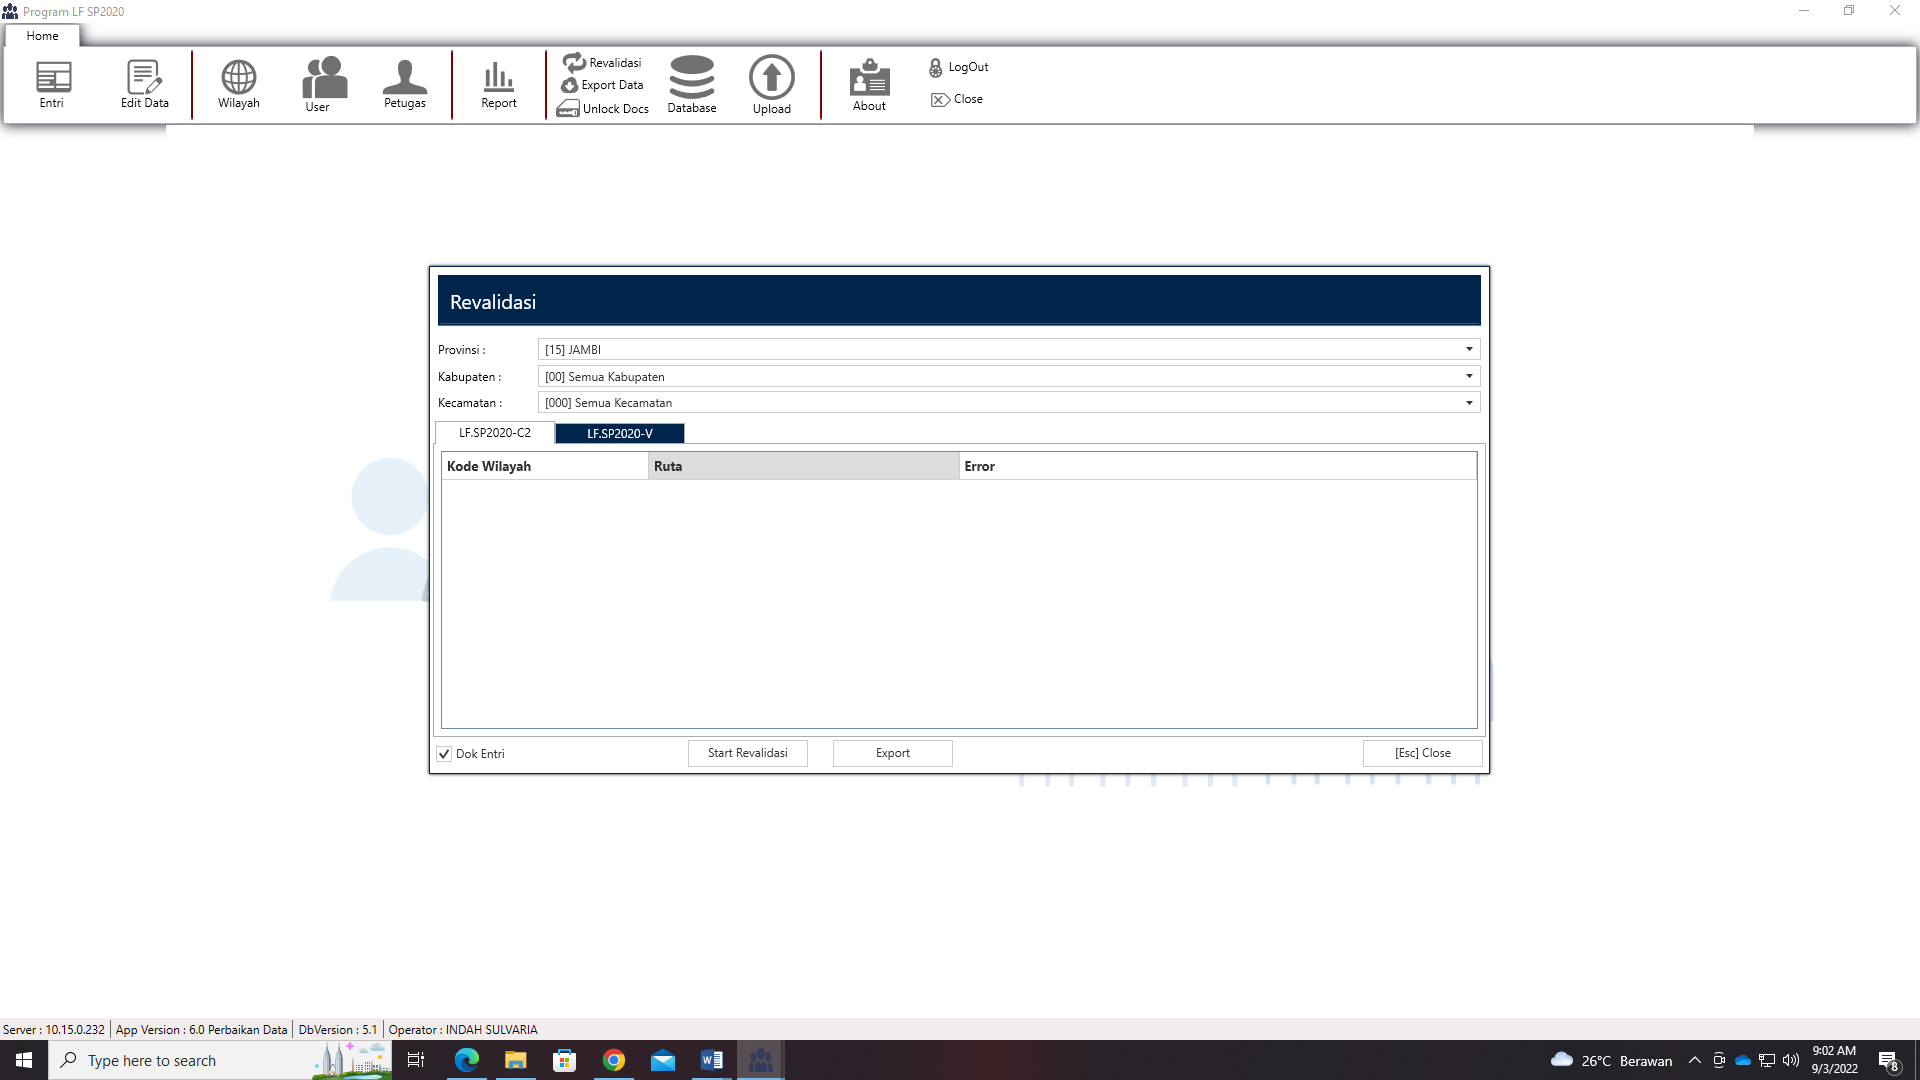 Program LF SP2020
Home
Entri
Edit Data
Wilayah
User
Petugas
Report
Revalidasi
Export Data
Unlock Docs
Database
Upload
About
LogOut
Close
Revalidasi
Provinsi : [15] JAMBI
Kabupaten : [00] Semua Kabupaten
Kecamatan : [000] Semua Kecamatan
LF.SP2020-C2 LF.SP2020-V
Kode Wilayah Ruta Error
Dok Entri Start Revalidasi Export [Esc] Close
Server : 10.15.0.232 App Version : 6.0 Perbaikan Data DbVersion : 5.1 Operator : INDAH SULVARIA
Type here to search
26°C Berawan
9:02 AM
9/3/2022
8